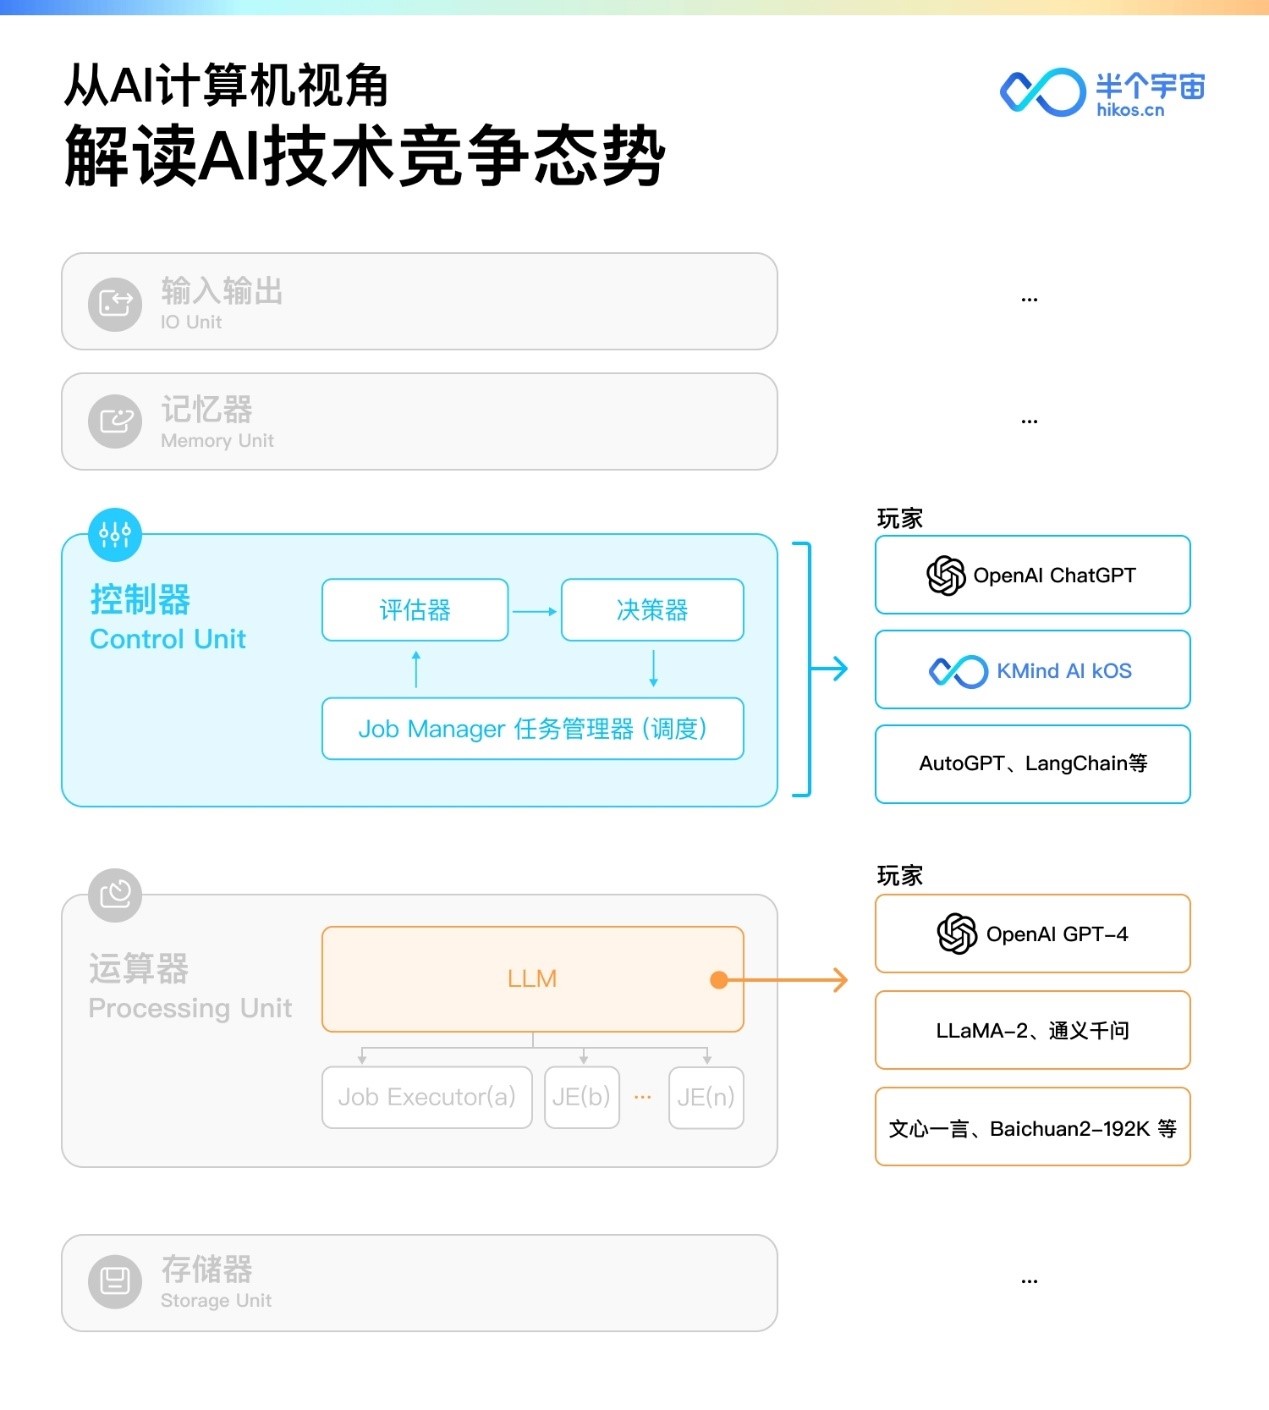 从AI计算机视角
解读AI技术竞争态势
半个宇宙
hikos.cn
输入输出
IO Unit
...
记忆器
Memory Unit
...
控制器
Control Unit
评估器
决策器
Job Manager 任务管理器（调度）
玩家
OpenAI ChatGPT
KMind AI kOS
AutoGPT、LangChain等
运算器
Processing Unit
LLM
Job Executor(a)
JE(b)
...
JE(n)
玩家
OpenAI GPT-4
LLaMA-2、通义千问
文心一言、Baichuan2-192K 等
存储器
Storage Unit
...